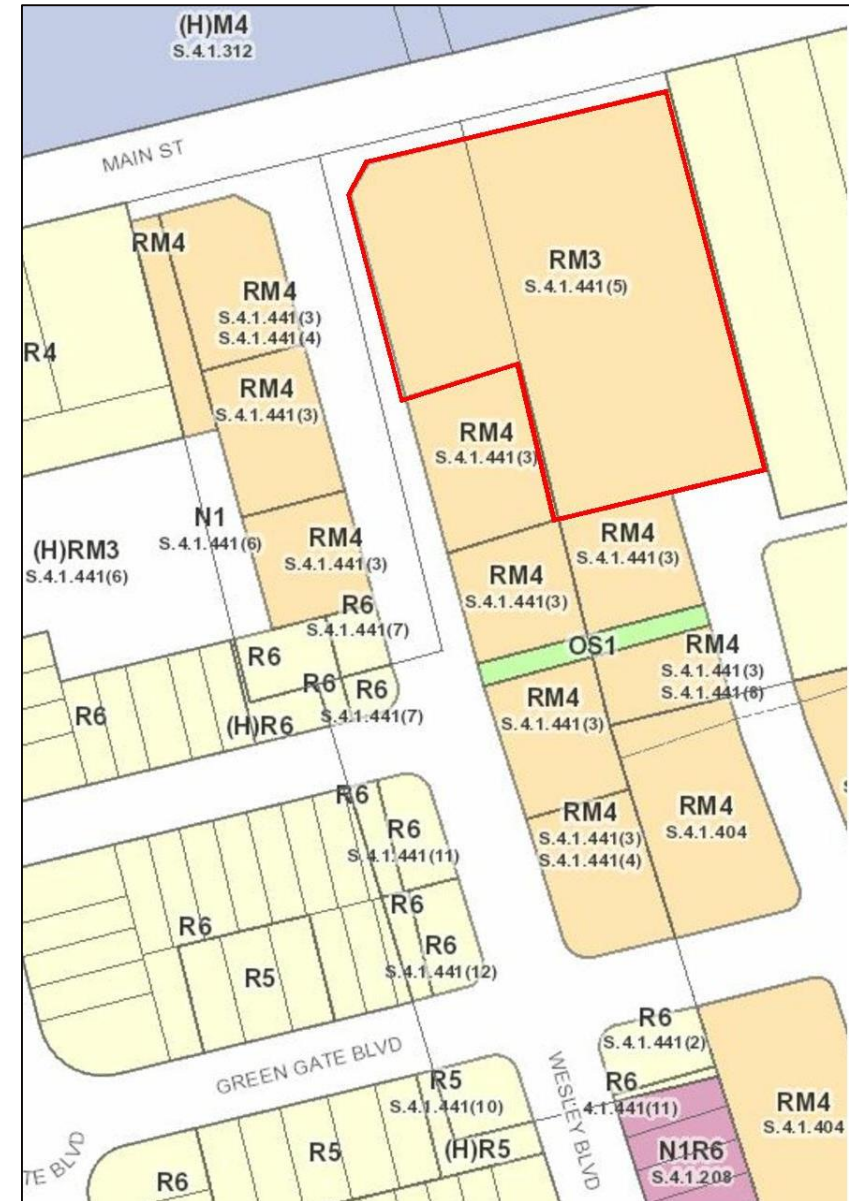 (H)M4
S.4.1.312
MAIN ST
RM4
RM4
S.4.1.441(3)
S.4.1.441(4)
RM3
S.4.1.441(5)
R4
RM4
S.4.1.441(3)
RM4
S.4.1.441(3)
N1
S.4.1.441(6)
(H)RM3
S.4.1.441(6)
RM4
S.4.1.441(3)
RM4
S.4.1.441(3)
RM4
S.4.1.441(3)
R6
S.4.1.441(7)
OS1
RM4
S.4.1.441(3)
S.4.1.441(8)
R6
R6
R6
S.4.1.441(7)
R6
(H)R6
RM4
S.4.1.441(3)
R6
R6
S.4.1.441(11)
RM4
S.4.1.441(3)
S.4.1.441(4)
RM4
S.4.1.404
R6
R6
R6
S.4.1.441(12)
R5
GREEN GATE BLVD
WESLEY BLVD
R6
S.4.1.441(2)
R5
S.4.1.441(10)
R6
4.1.441(11)
RM4
S.4.1.404
R5
(H)R5
N1R6
S.4.1.208
TE BLVD
R6